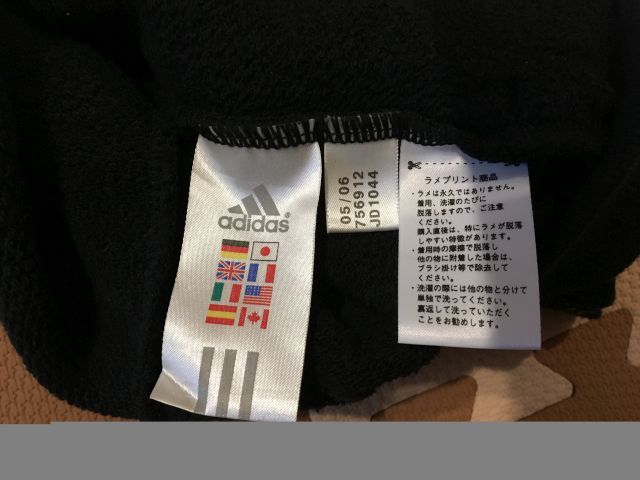 adidas®
05/06
756912
JD1044
ラメプリント商品
・ラメは永久ではありません。
着用、洗濯のたびに
脱落しますので、ご注意
ください。
購入直後は、特にラメが脱落
しやすい特徴があります。
・着用時の摩擦で脱落し
他の物に附着した場合は、
ブラシ掛け等で除去して
ください。
・洗濯の際には他の物と分けて
単独で洗ってください。
裏返して洗っていただく
ことをお勧めします。